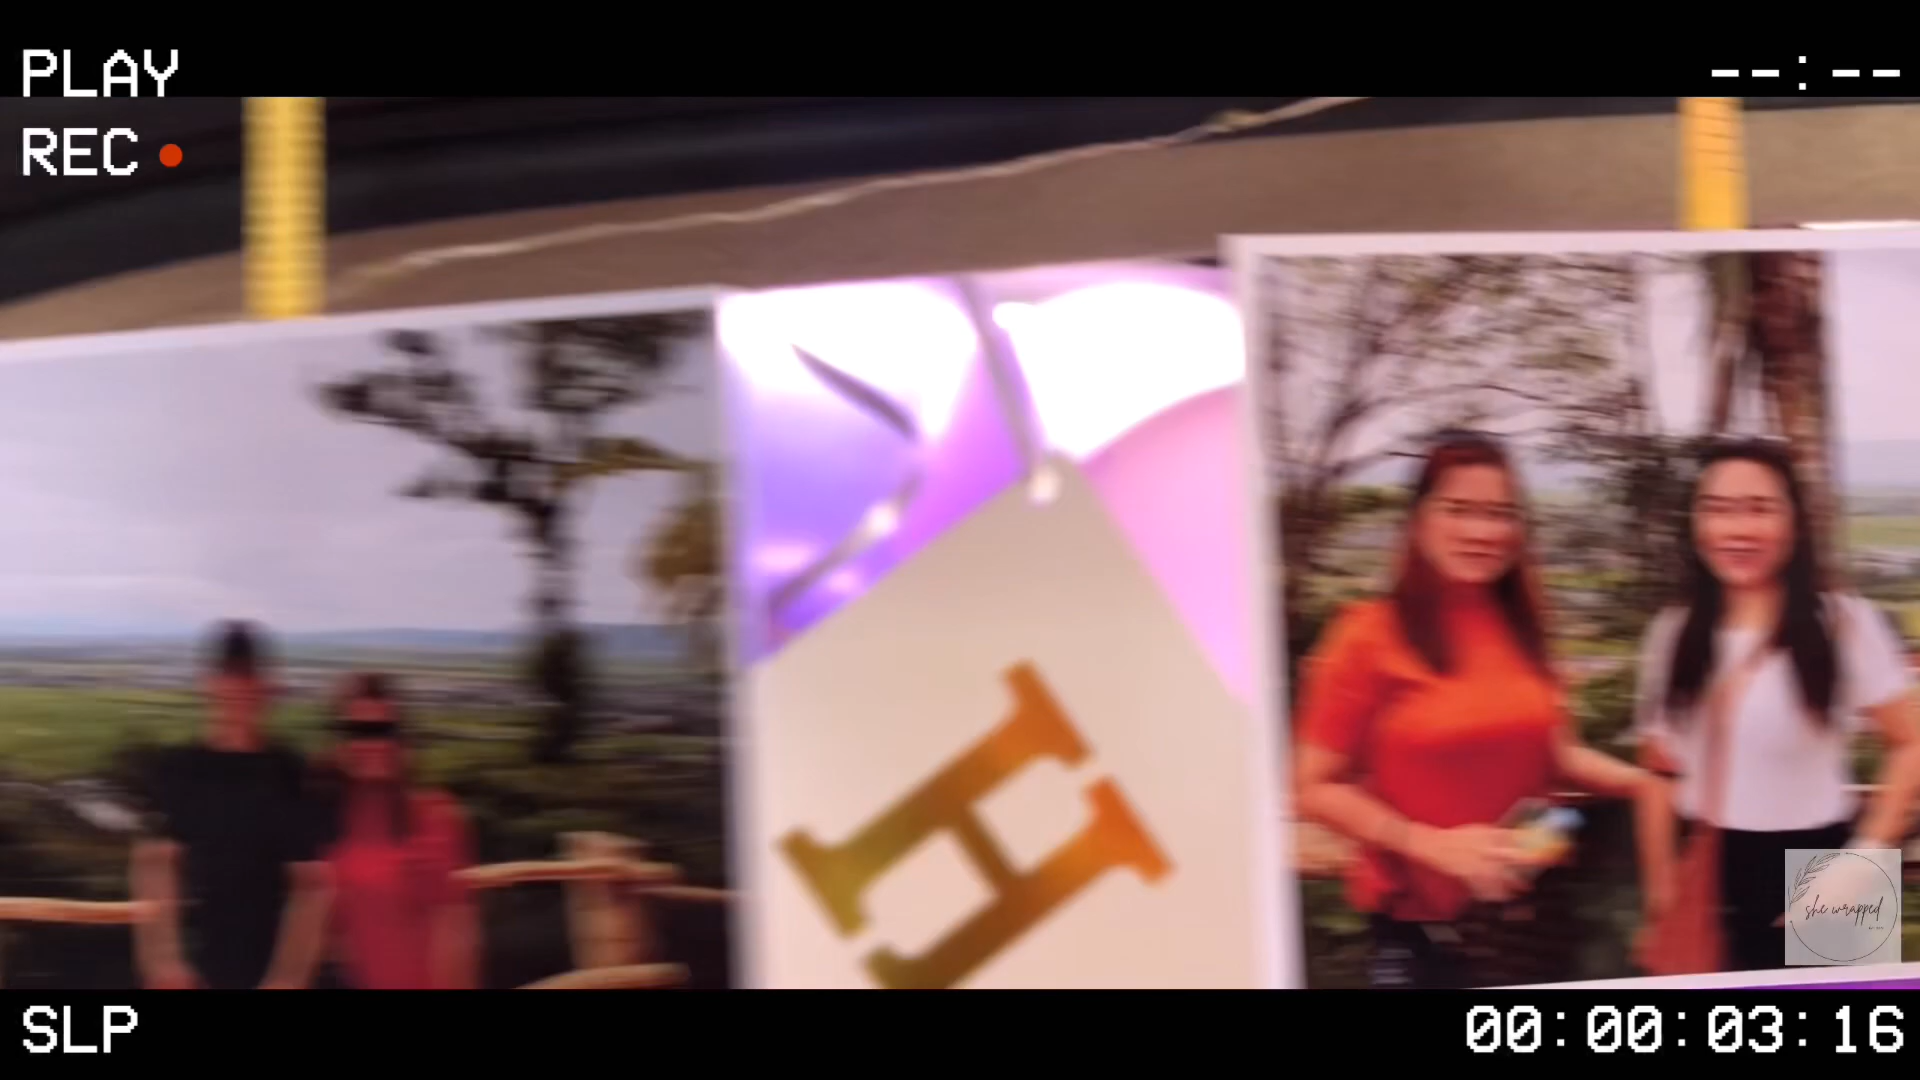 PLAY
--:--
REC
H
she wrapped
SLP
00:00:03:16